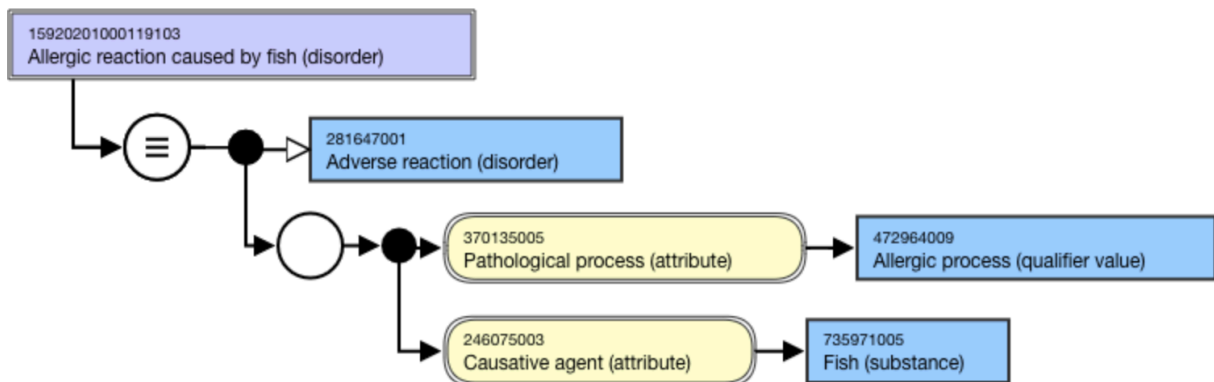 15920201000119103
Allergic reaction caused by fish (disorder)
281647001
Adverse reaction (disorder)
370135005
Pathological process (attribute)
472964009
Allergic process (qualifier value)
246075003
Causative agent (attribute)
735971005
Fish (substance)